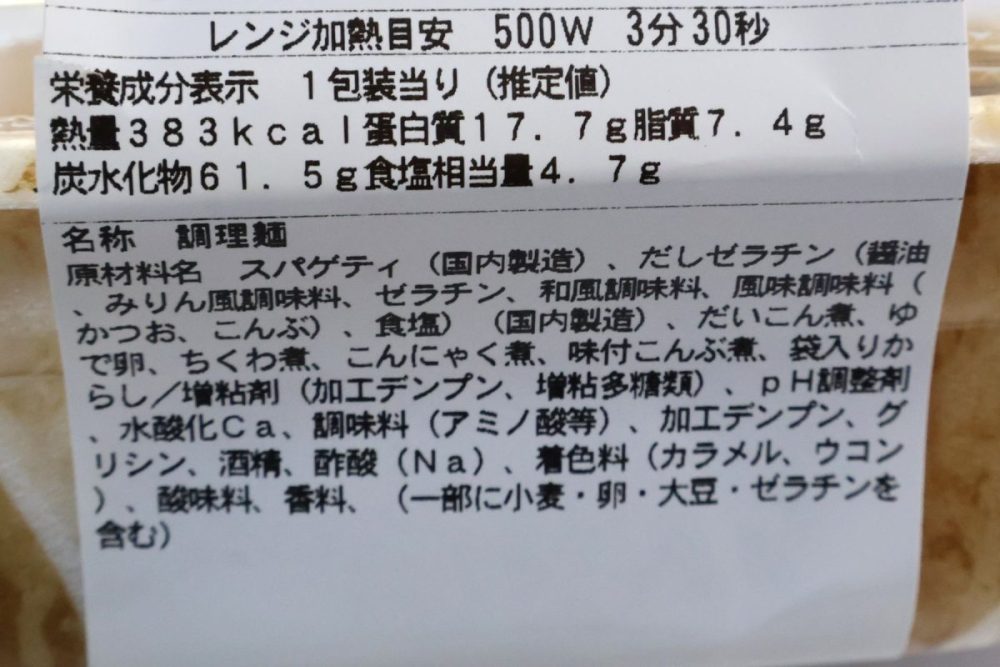 レンジ加熱目安　500W　3分30秒
栄養成分表示　1包装当り（推定値）
熱量383kcal蛋白質17．7g脂質7．4g
炭水化物61．5g食塩相当量4．7g
名称　調理麺
原材料名　スパゲティ（国内製造）、だしゼラチン（醤油
、みりん風調味料、ゼラチン、和風調味料、風味調味料（
かつお、こんぶ）、食塩）（国内製造）、だいこん煮、ゆ
で卵、ちくわ煮、こんにゃく煮、味付こんぶ煮、袋入りか
らし／増粘剤（加工デンプン、増粘多糖類）、pH調整剤
、水酸化Ca、調味料（アミノ酸等）、加工デンプン、グ
リシン、酒精、酢酸（Na）、着色料（カラメル、ウコン
）、酸味料、香料、（一部に小麦・卵・大豆・ゼラチンを
含む）